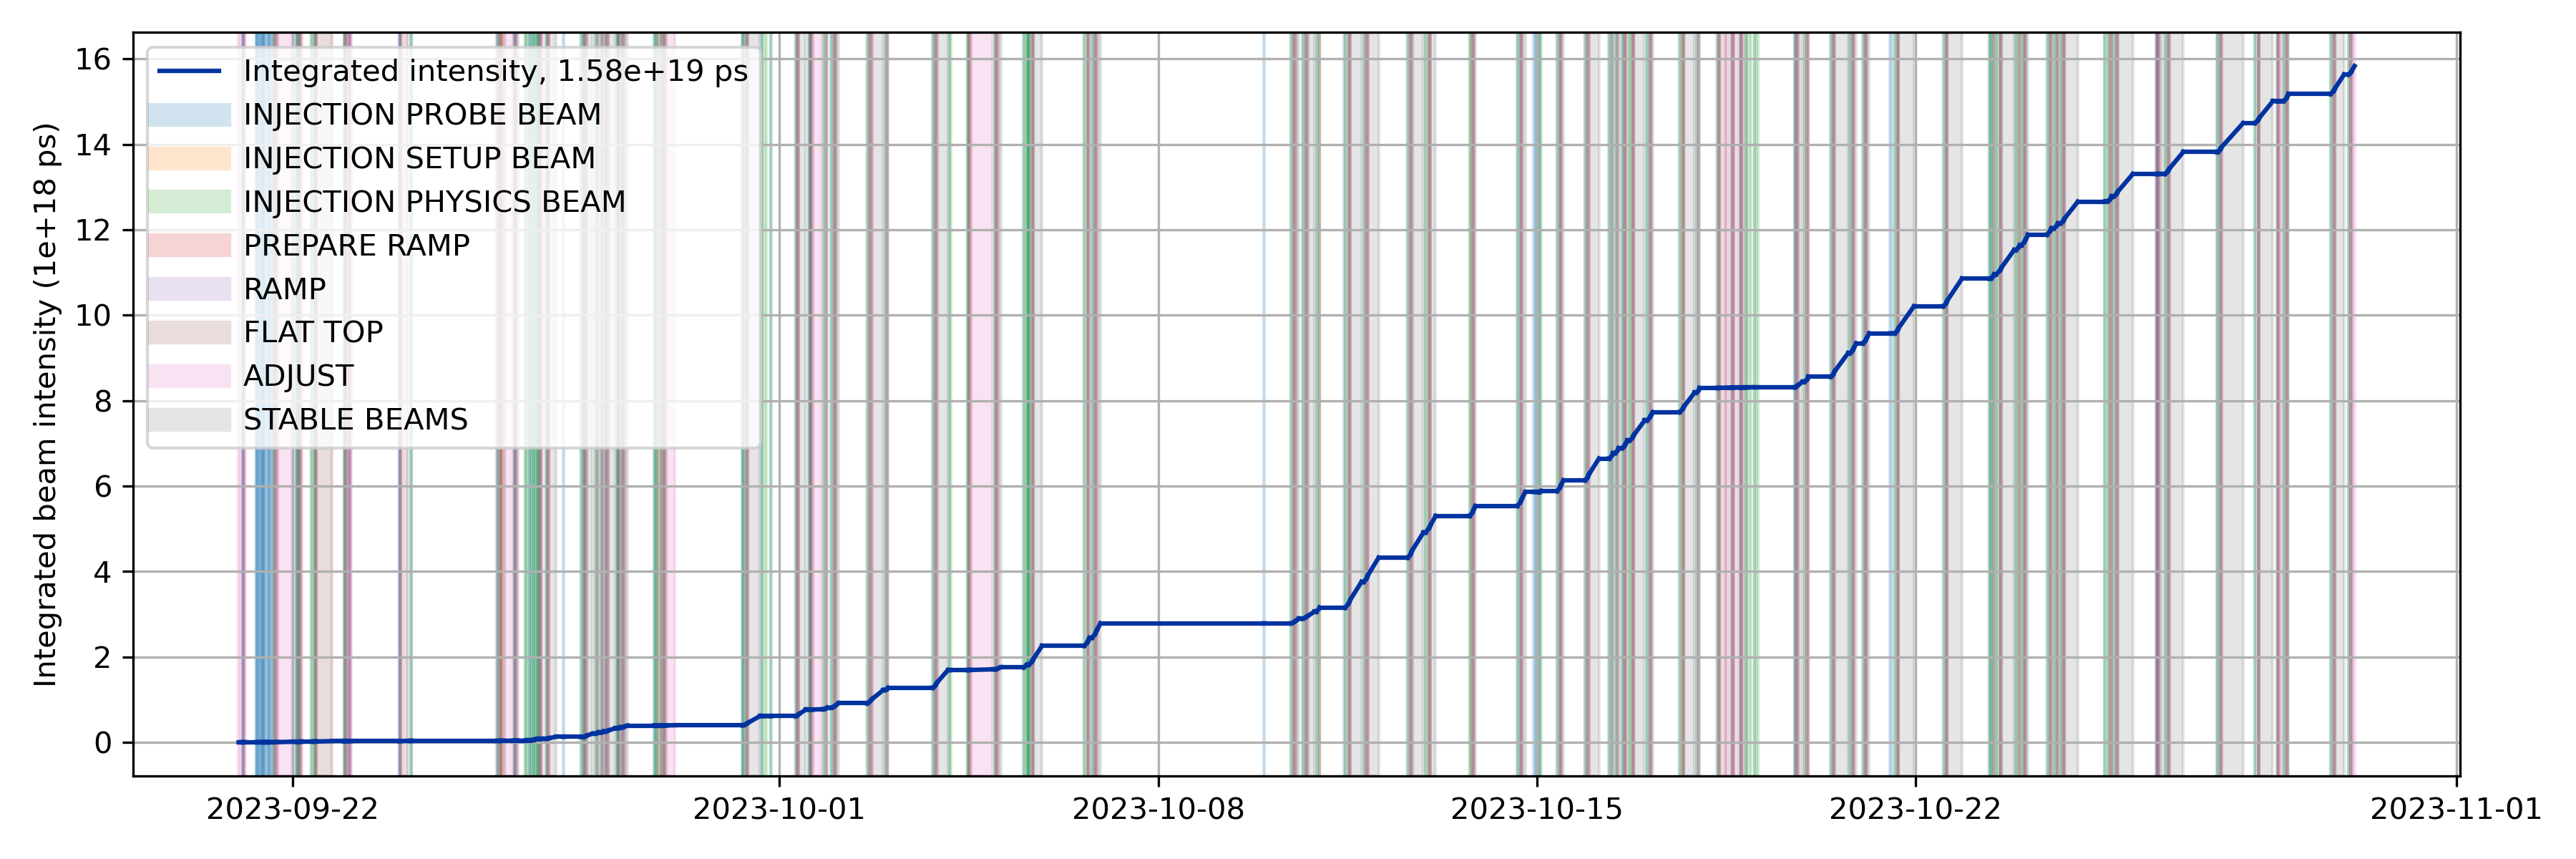 Integrated beam intensity (1e+18 ps)
16
14
12
10
8
6
4
2
0
Integrated intensity, 1.58e+19 ps
INJECTION PROBE BEAM
INJECTION SETUP BEAM
INJECTION PHYSICS BEAM
PREPARE RAMP
RAMP
FLAT TOP
ADJUST
STABLE BEAMS
2023-09-22 2023-10-01 2023-10-08 2023-10-15 2023-10-22 2023-11-01